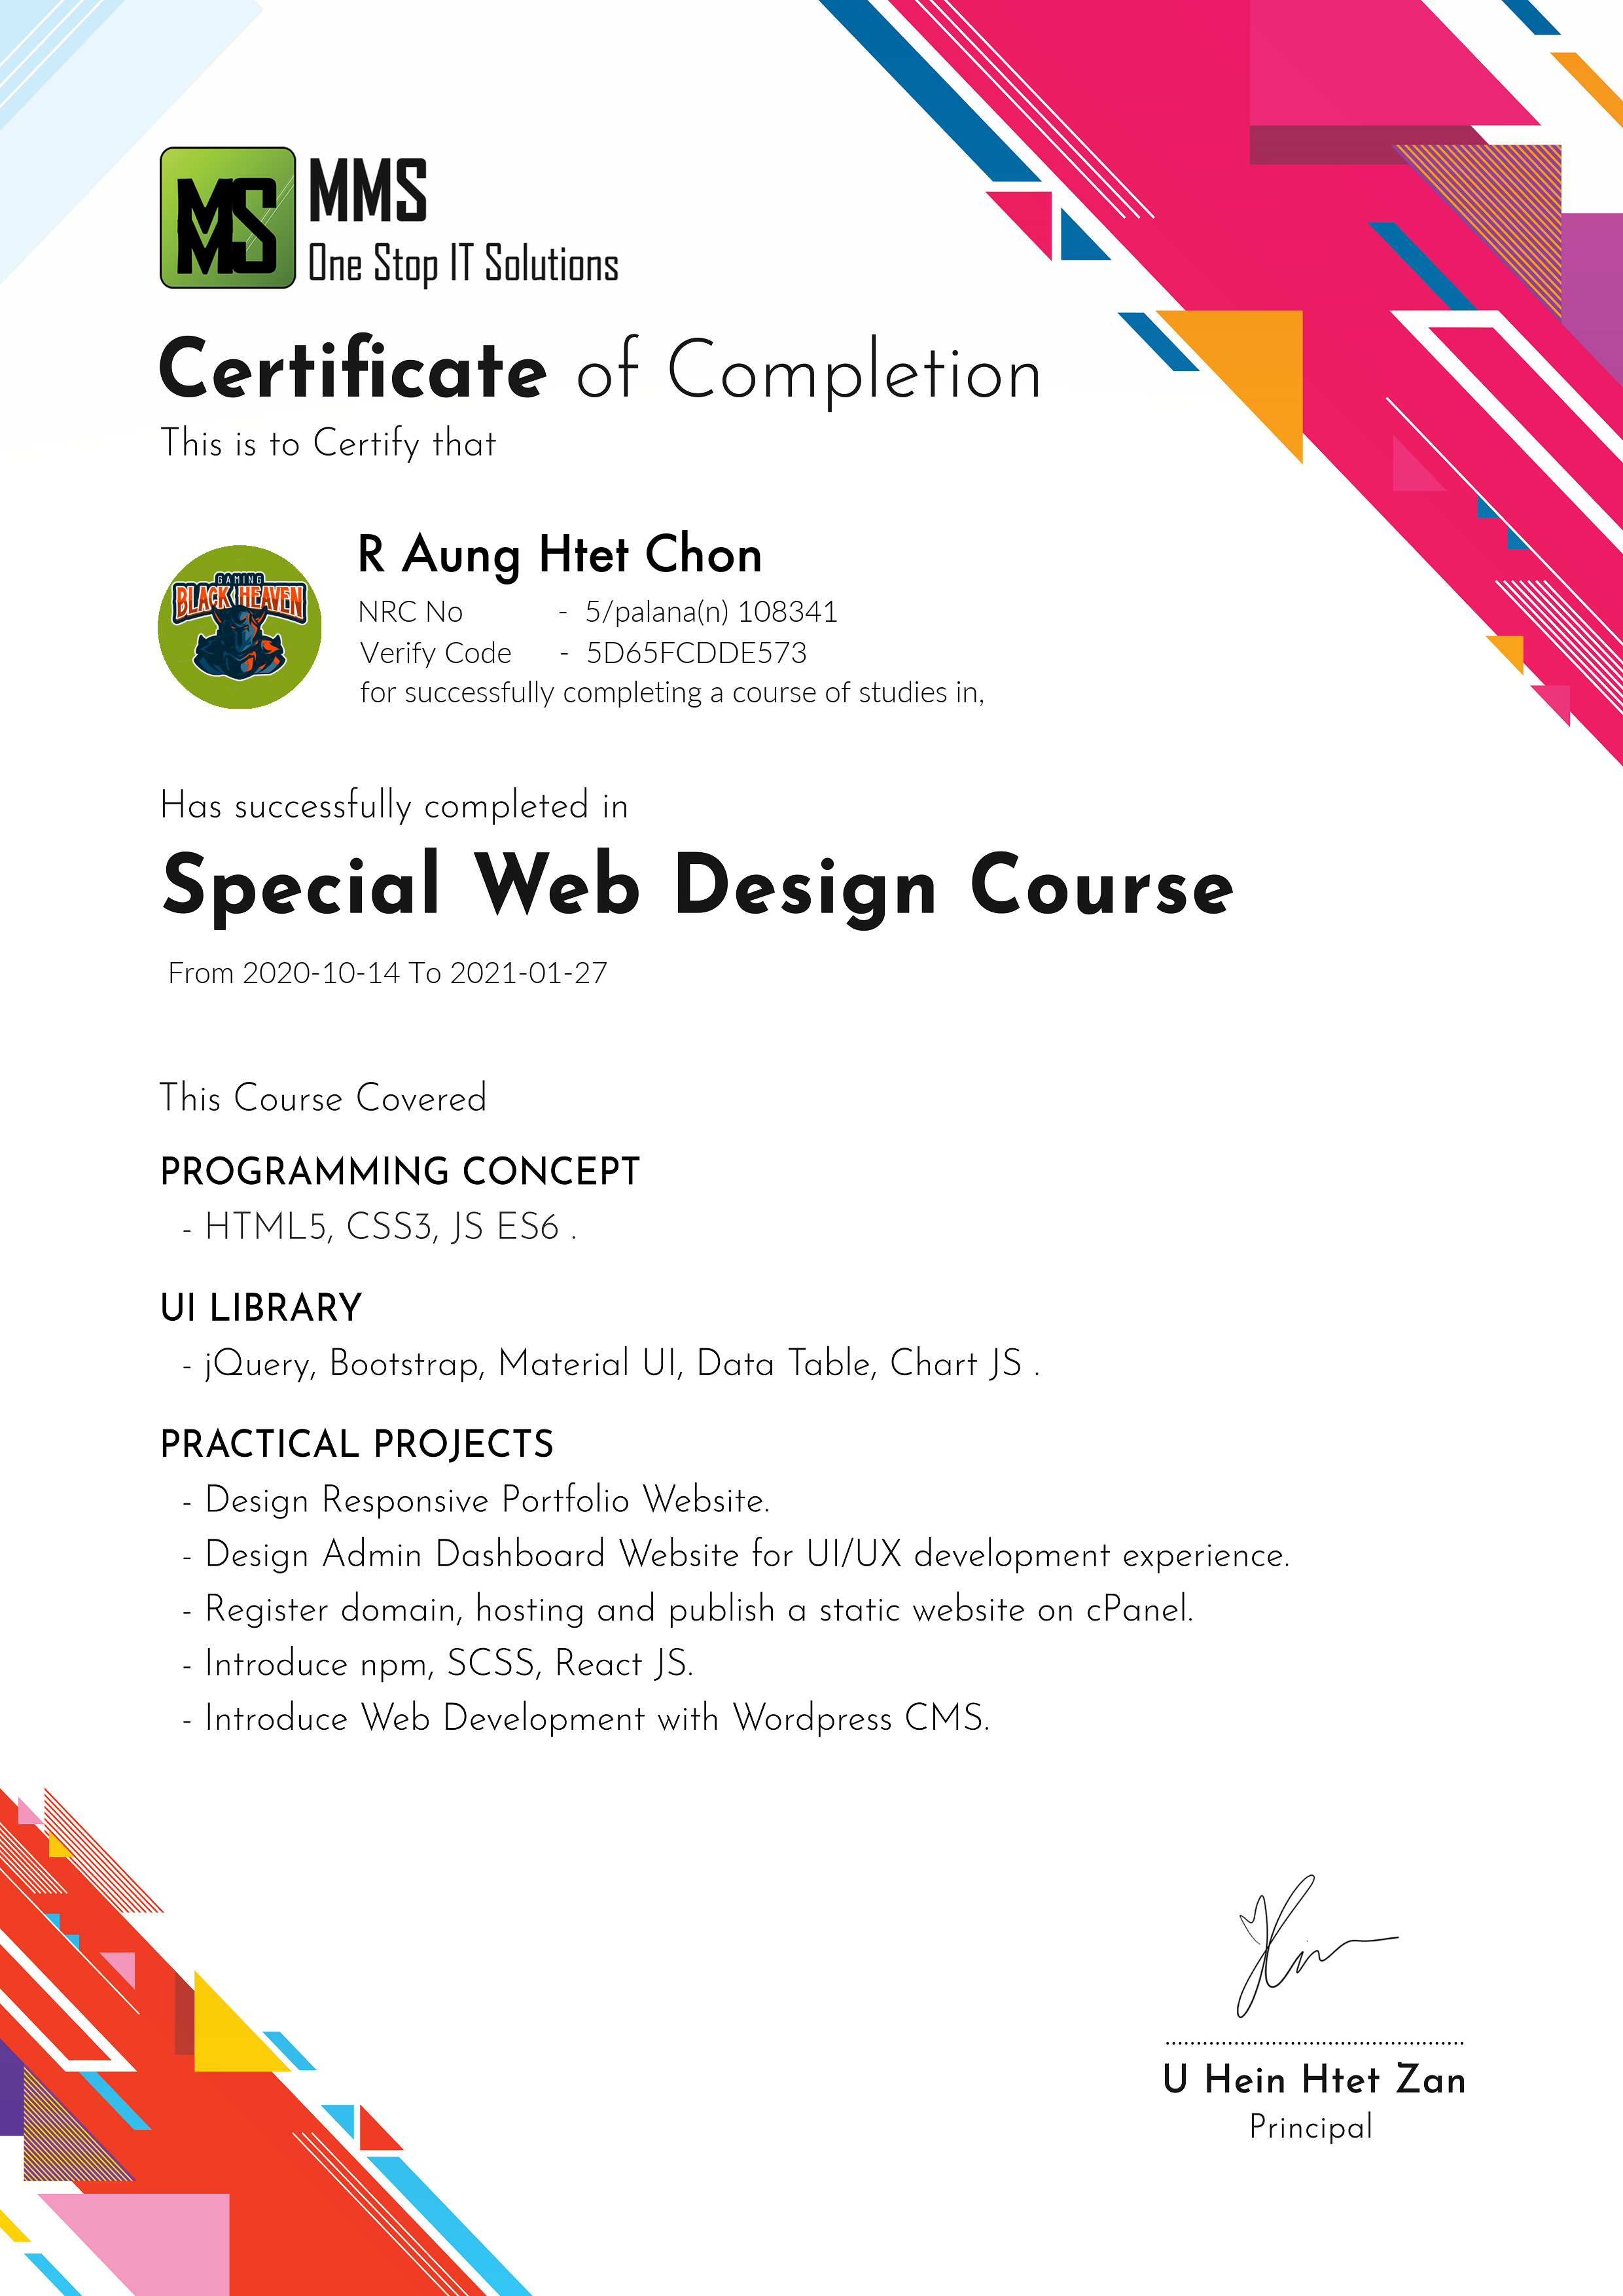 MMS
MMS
One Stop IT Solutions
Certificate of Completion
This is to Certify that
GAMING
BLACK HEAVEN
R Aung Htet Chon
NRC No - 5/palana(n) 108341
Verify Code - 5D65FCDDE573
for successfully completing a course of studies in,
Has successfully completed in
Special Web Design Course
From 2020-10-14 To 2021-01-27
This Course Covered
PROGRAMMING CONCEPT
- HTML5, CSS3, JS ES6 .
UI LIBRARY
- jQuery, Bootstrap, Material UI, Data Table, Chart JS .
PRACTICAL PROJECTS
- Design Responsive Portfolio Website.
- Design Admin Dashboard Website for UI/UX development experience.
- Register domain, hosting and publish a static website on cPanel.
- Introduce npm, SCSS, React JS.
- Introduce Web Development with Wordpress CMS.
U Hein Htet Zan
Principal